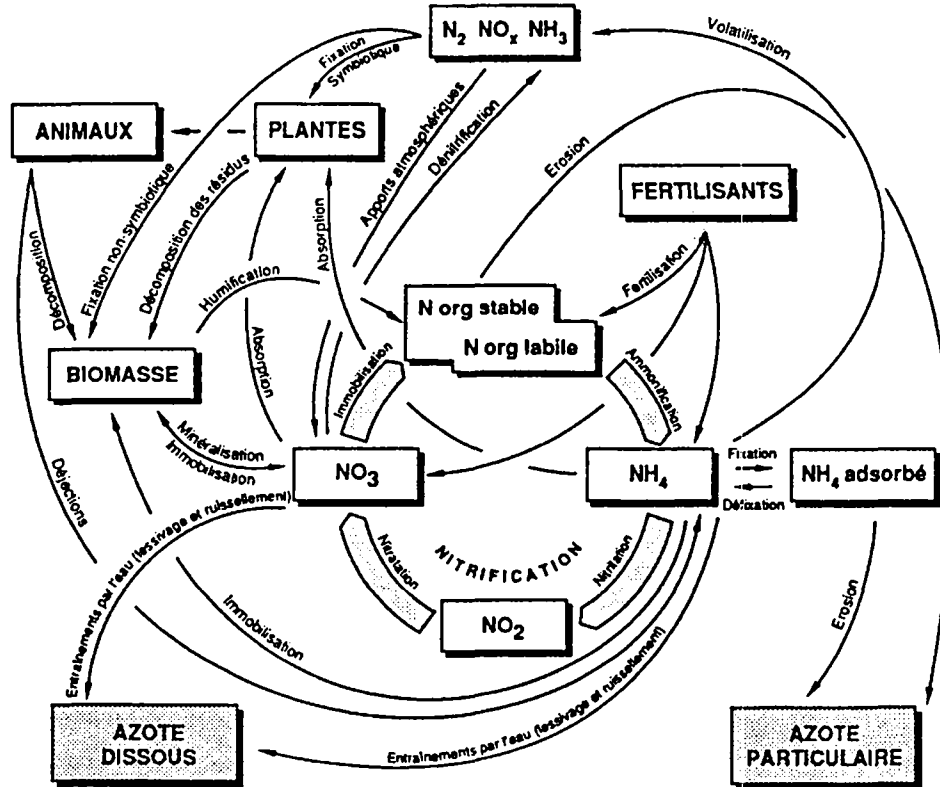 N2 NOx NH3
Volatilisation
Fixation
Symbiotique
ANIMAUX
PLANTES
Apports atmosphériques
Dénitrification
Erosion
FERTILISANTS
Décomposition
Fixation non-symbiotique
Décomposition des résidus
Humification
Absorption
Fertilisation
N org stable
N org labile
BIOMASSE
Absorption
Immobilisation
Ammonification
Minéralisation
Immobilisation
NO3
NH4
Fixation
Défixation
NH4 adsorbé
Déjections
Entraînements par l'eau (lessivage et ruissellement)
Nitratation
NITRIFICATION
Nitritation
NO2
Immobilisation
Erosion
AZOTE
DISSOUS
Entraînements par l'eau (lessivage et ruissellement)
AZOTE
PARTICULAIRE